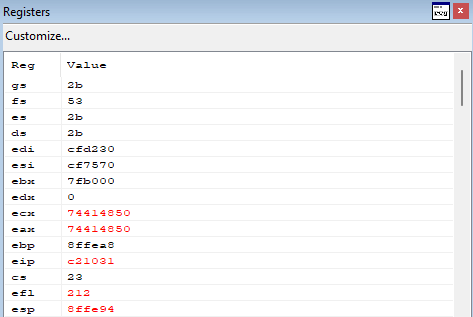 Registers
Customize...
Reg Value
gs 2b
fs 53
es 2b
ds 2b
edi cfd230
esi cf7570
ebx 7fb000
edx 0
ecx 74414850
eax 74414850
ebp 8ffea8
eip c21031
cs 23
efl 212
esp 8ffe94